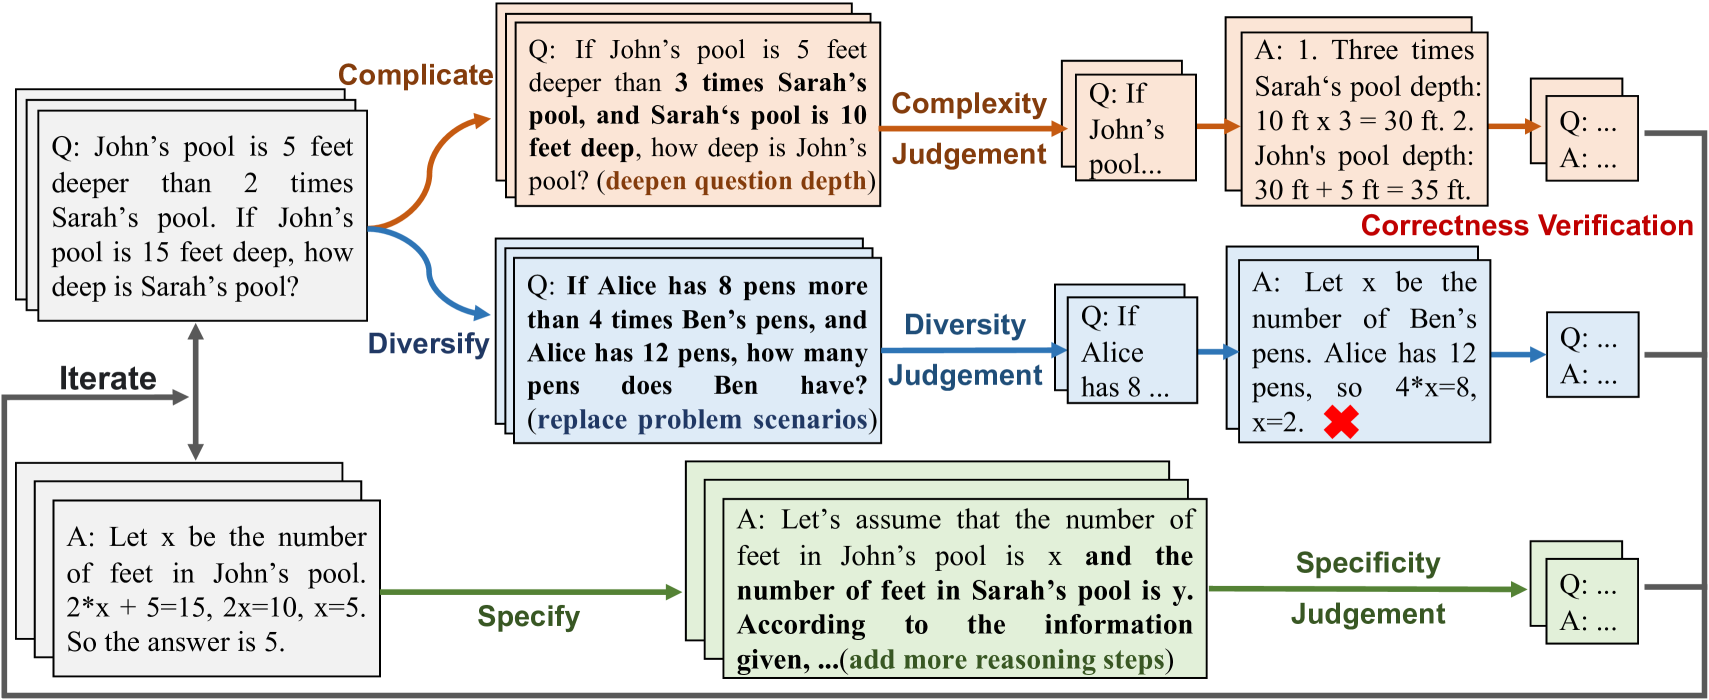 Q: John’s pool is 5 feet
deeper than 2 times
Sarah’s pool. If John’s
pool is 15 feet deep, how
deep is Sarah’s pool?
Complicate
Q: If John’s pool is 5 feet
deeper than 3 times Sarah’s
pool, and Sarah‘s pool is 10
feet deep, how deep is John’s
pool? (deepen question depth)
Complexity
Judgement
Q: If
John’s
pool...
A: 1. Three times
Sarah‘s pool depth:
10 ft x 3 = 30 ft. 2.
John's pool depth:
30 ft + 5 ft = 35 ft.
Q: ...
A: ...
Correctness Verification
Diversify
Q: If Alice has 8 pens more
than 4 times Ben’s pens, and
Alice has 12 pens, how many
pens does Ben have?
(replace problem scenarios)
Diversity
Judgement
Q: If
Alice
has 8 ...
A: Let x be the
number of Ben’s
pens. Alice has 12
pens, so 4*x=8,
x=2.
Q: ...
A: ...
Iterate
A: Let x be the number
of feet in John’s pool.
2*x + 5=15, 2x=10, x=5.
So the answer is 5.
Specify
A: Let’s assume that the number of
feet in John’s pool is x and the
number of feet in Sarah’s pool is y.
According to the information
given, ...(add more reasoning steps)
Specificity
Judgement
Q: ...
A: ...